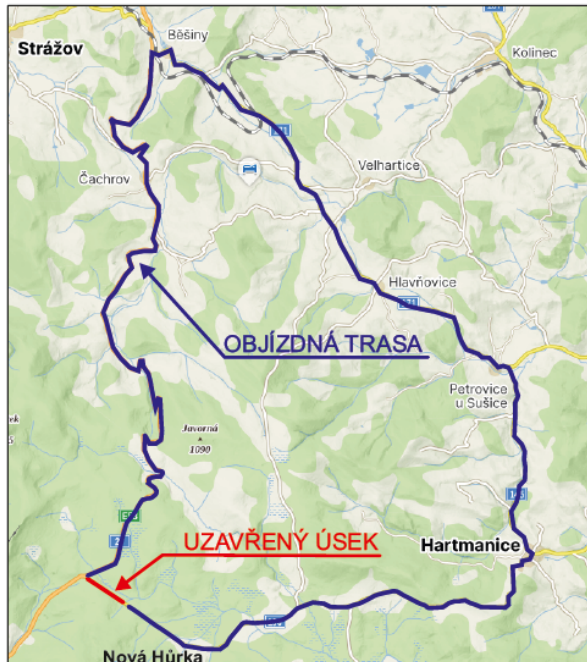 Běšiny
Strážov
Kolinec
Čachrov
Velhartice
Hlavňovice
OBJÍZDNÁ TRASA
Petrovice
u Sušice
Javorná
1090
UZAVŘENÝ ÚSEK
Hartmanice
Nová Hůrka